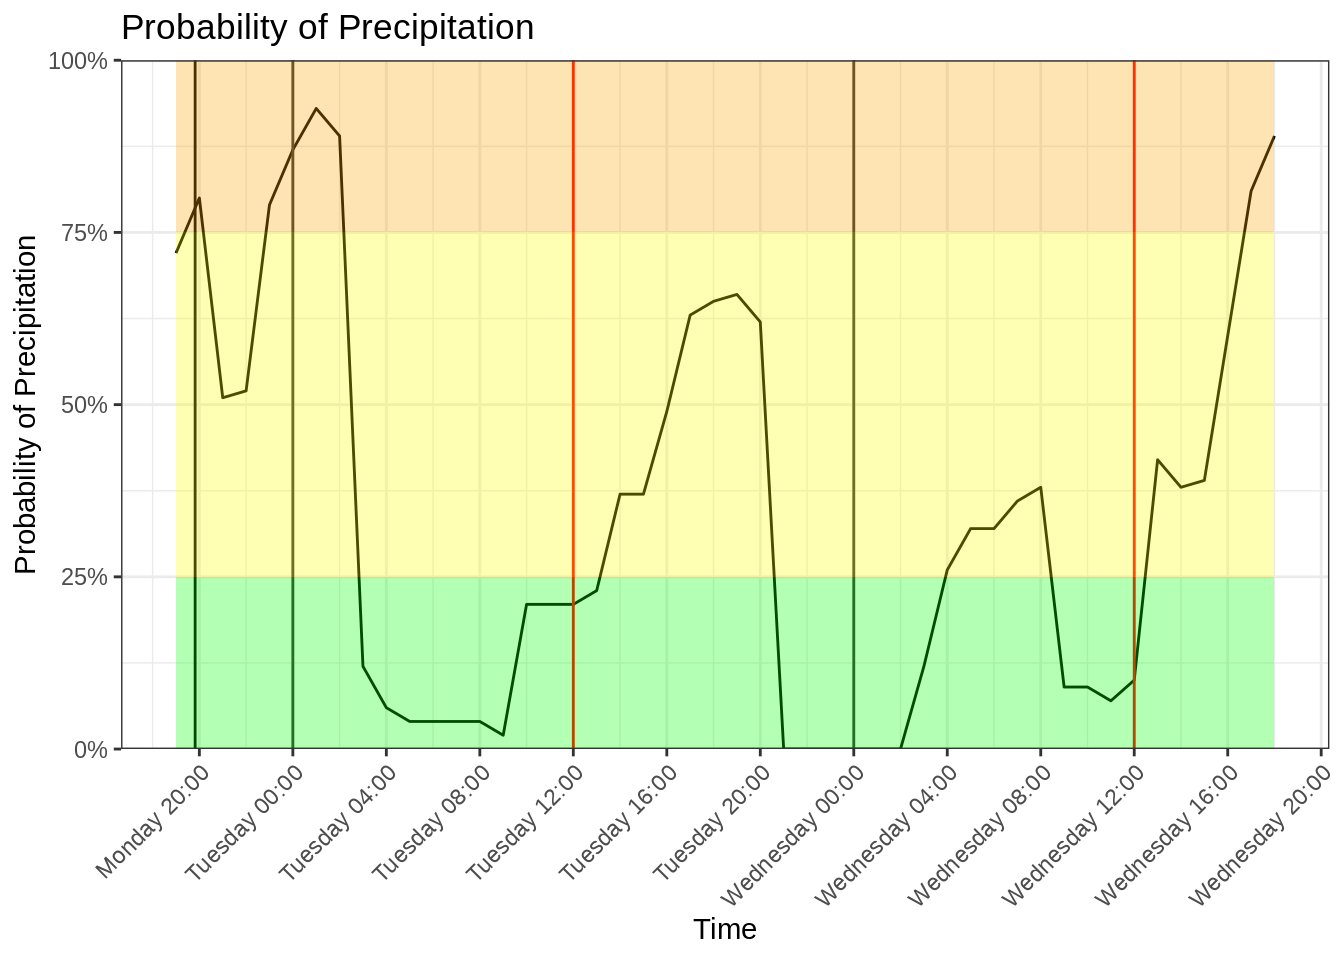 Probability of Precipitation
Probability of Precipitation
100%
75%
50%
25%
0%
Monday 20:00
Tuesday 00:00
Tuesday 04:00
Tuesday 08:00
Tuesday 12:00
Tuesday 16:00
Tuesday 20:00
Wednesday 00:00
Wednesday 04:00
Wednesday 08:00
Wednesday 12:00
Wednesday 16:00
Wednesday 20:00
Time